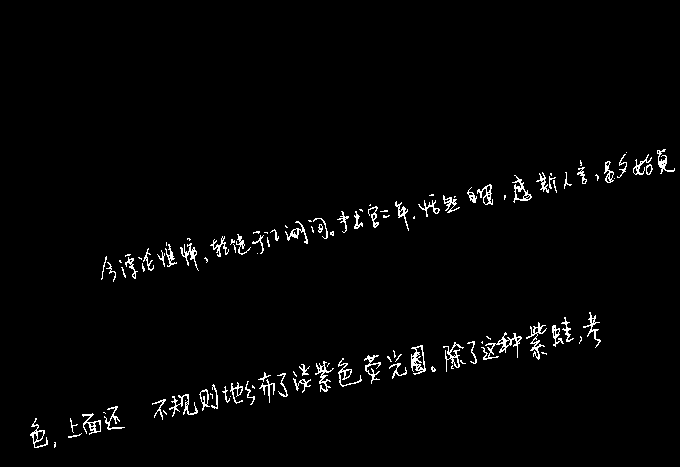 今漂沦憔悴，转徙于江湖间。予出官二年，恬然自安，感斯人言，是夕始觉
色，上面还 不规则地分布了淡紫色荧光圈。除了这种紫蛙，考